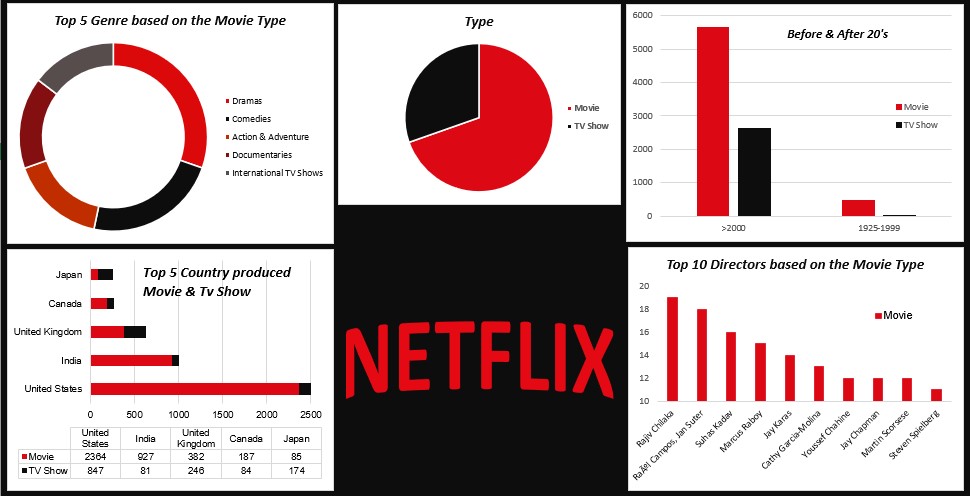 Top 5 Genre based on the Movie Type
Dramas
Comedies
Action & Adventure
Documentaries
International TV Shows
Type
Movie
TV Show
Before & After 20's
6000
5000
4000
3000
2000
1000
0
>2000
1925-1999
Movie
TV Show
Top 5 Country produced
Movie & Tv Show
Japan
Canada
United Kingdom
India
United States
0 500 1000 1500 2000 2500
United States India United Kingdom Canada Japan
Movie 2364 927 382 187 85
TV Show 847 81 246 84 174
NETFLIX
Top 10 Directors based on the Movie Type
Movie
20
18
16
14
12
10
Rajiv Chilaka
Campos, Jan Suter
Suhas Kadav
Marcus Raboy
Jay Karas
Cathy Garcia-Molina
Youssef Chahine
Jay Chapman
Martin Scorsese
Steven Spielberg